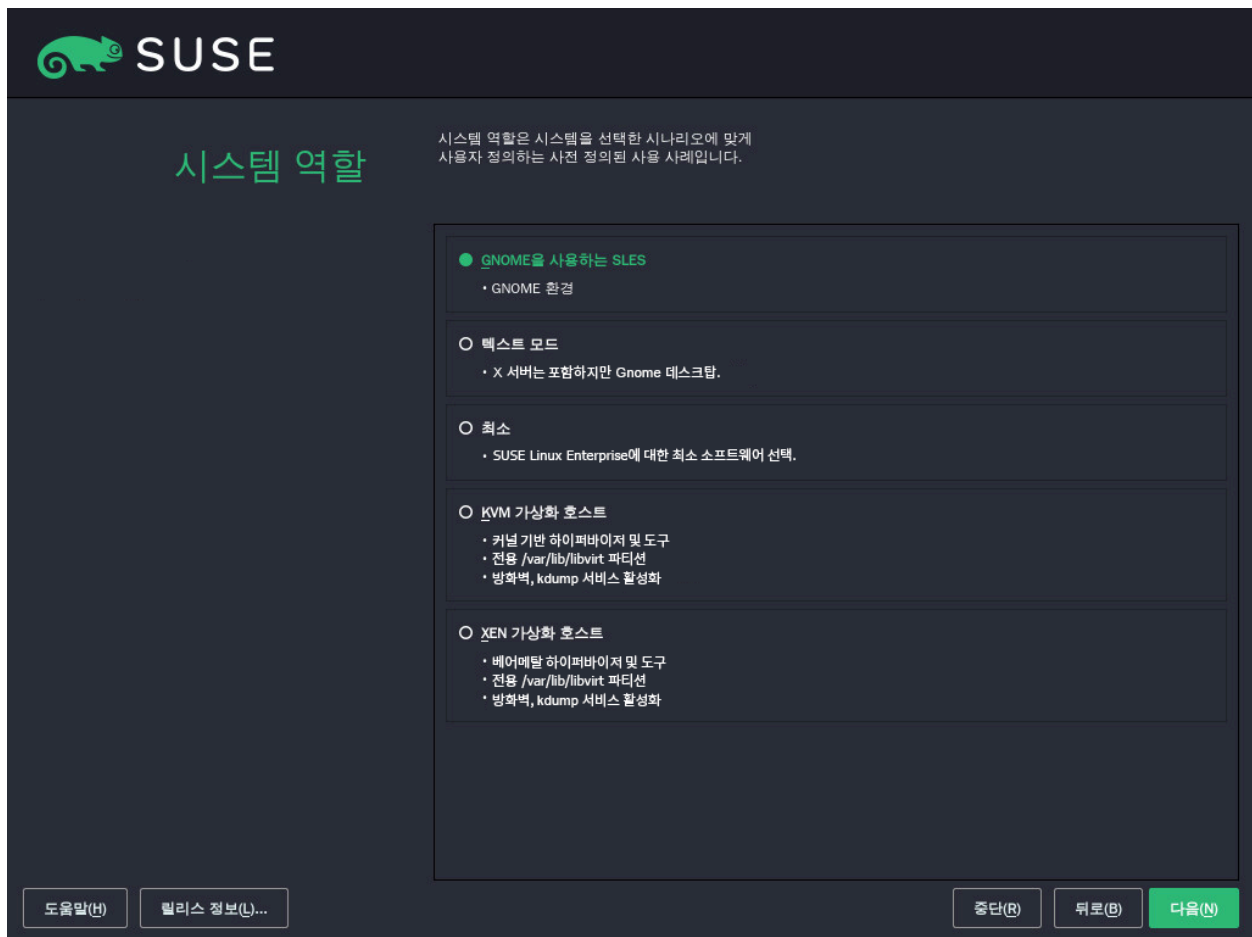 SUSE
시스템 역할
시스템 역할은 시스템을 선택한 시나리오에 맞게
사용자 정의하는 사전 정의된 사용 사례입니다.
GNOME을 사용하는 SLES
• GNOME 환경
텍스트 모드
• X 서버는 포함하지만 Gnome 데스크탑.
최소
• SUSE Linux Enterprise에 대한 최소 소프트웨어 선택.
KVM 가상화 호스트
• 커널 기반 하이퍼바이저 및 도구
• 전용 /var/lib/libvirt 파티션
• 방화벽, kdump 서비스 활성화
XEN 가상화 호스트
• 베어메탈 하이퍼바이저 및 도구
• 전용 /var/lib/libvirt 파티션
• 방화벽, kdump 서비스 활성화
도움말(H)
릴리스 정보(L)...
중단(R)
뒤로(B)
다음(N)